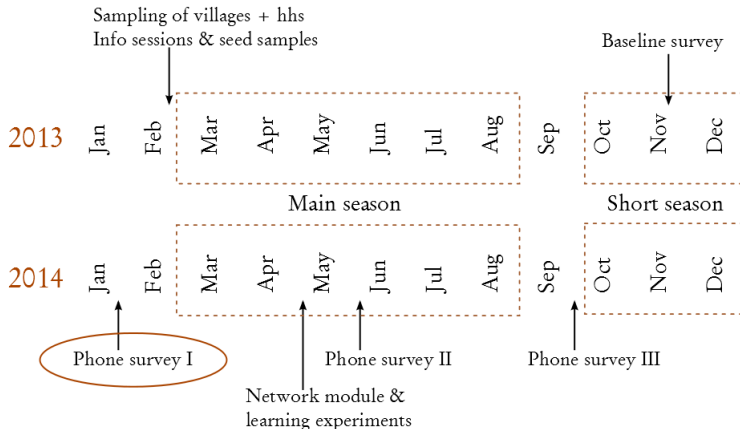 Sampling of villages + hhs
Info sessions & seed samples
Baseline survey
2013 Jan Feb Mar Apr May Jun Jul Aug Sep Oct Nov Dec
Main season
Short season
2014 Jan Feb Mar Apr May Jun Jul Aug Sep Oct Nov Dec
Phone survey I
Phone survey II
Phone survey III
Network module &
learning experiments